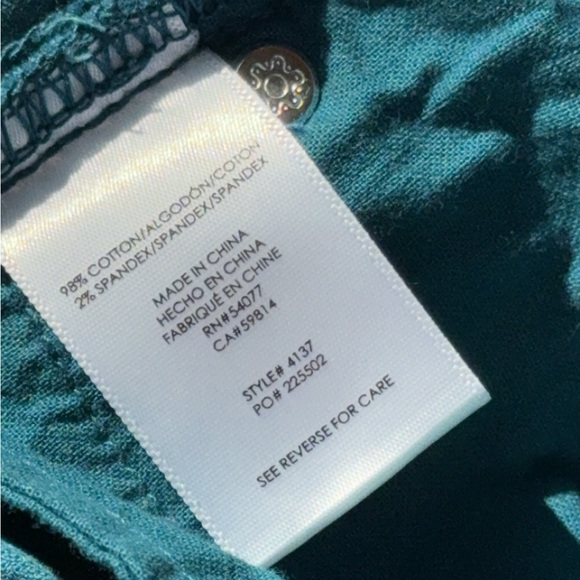 98% COTTON/ALGODÓN/COTON
2% SPANDEX/SPANDEX/SPANDEX
MADE IN CHINA
HECHO EN CHINA
FABRIQUÉ EN CHINE
RN#54077
CA#59814
STYLE# 4137
PO# 225502
SEE REVERSE FOR CARE